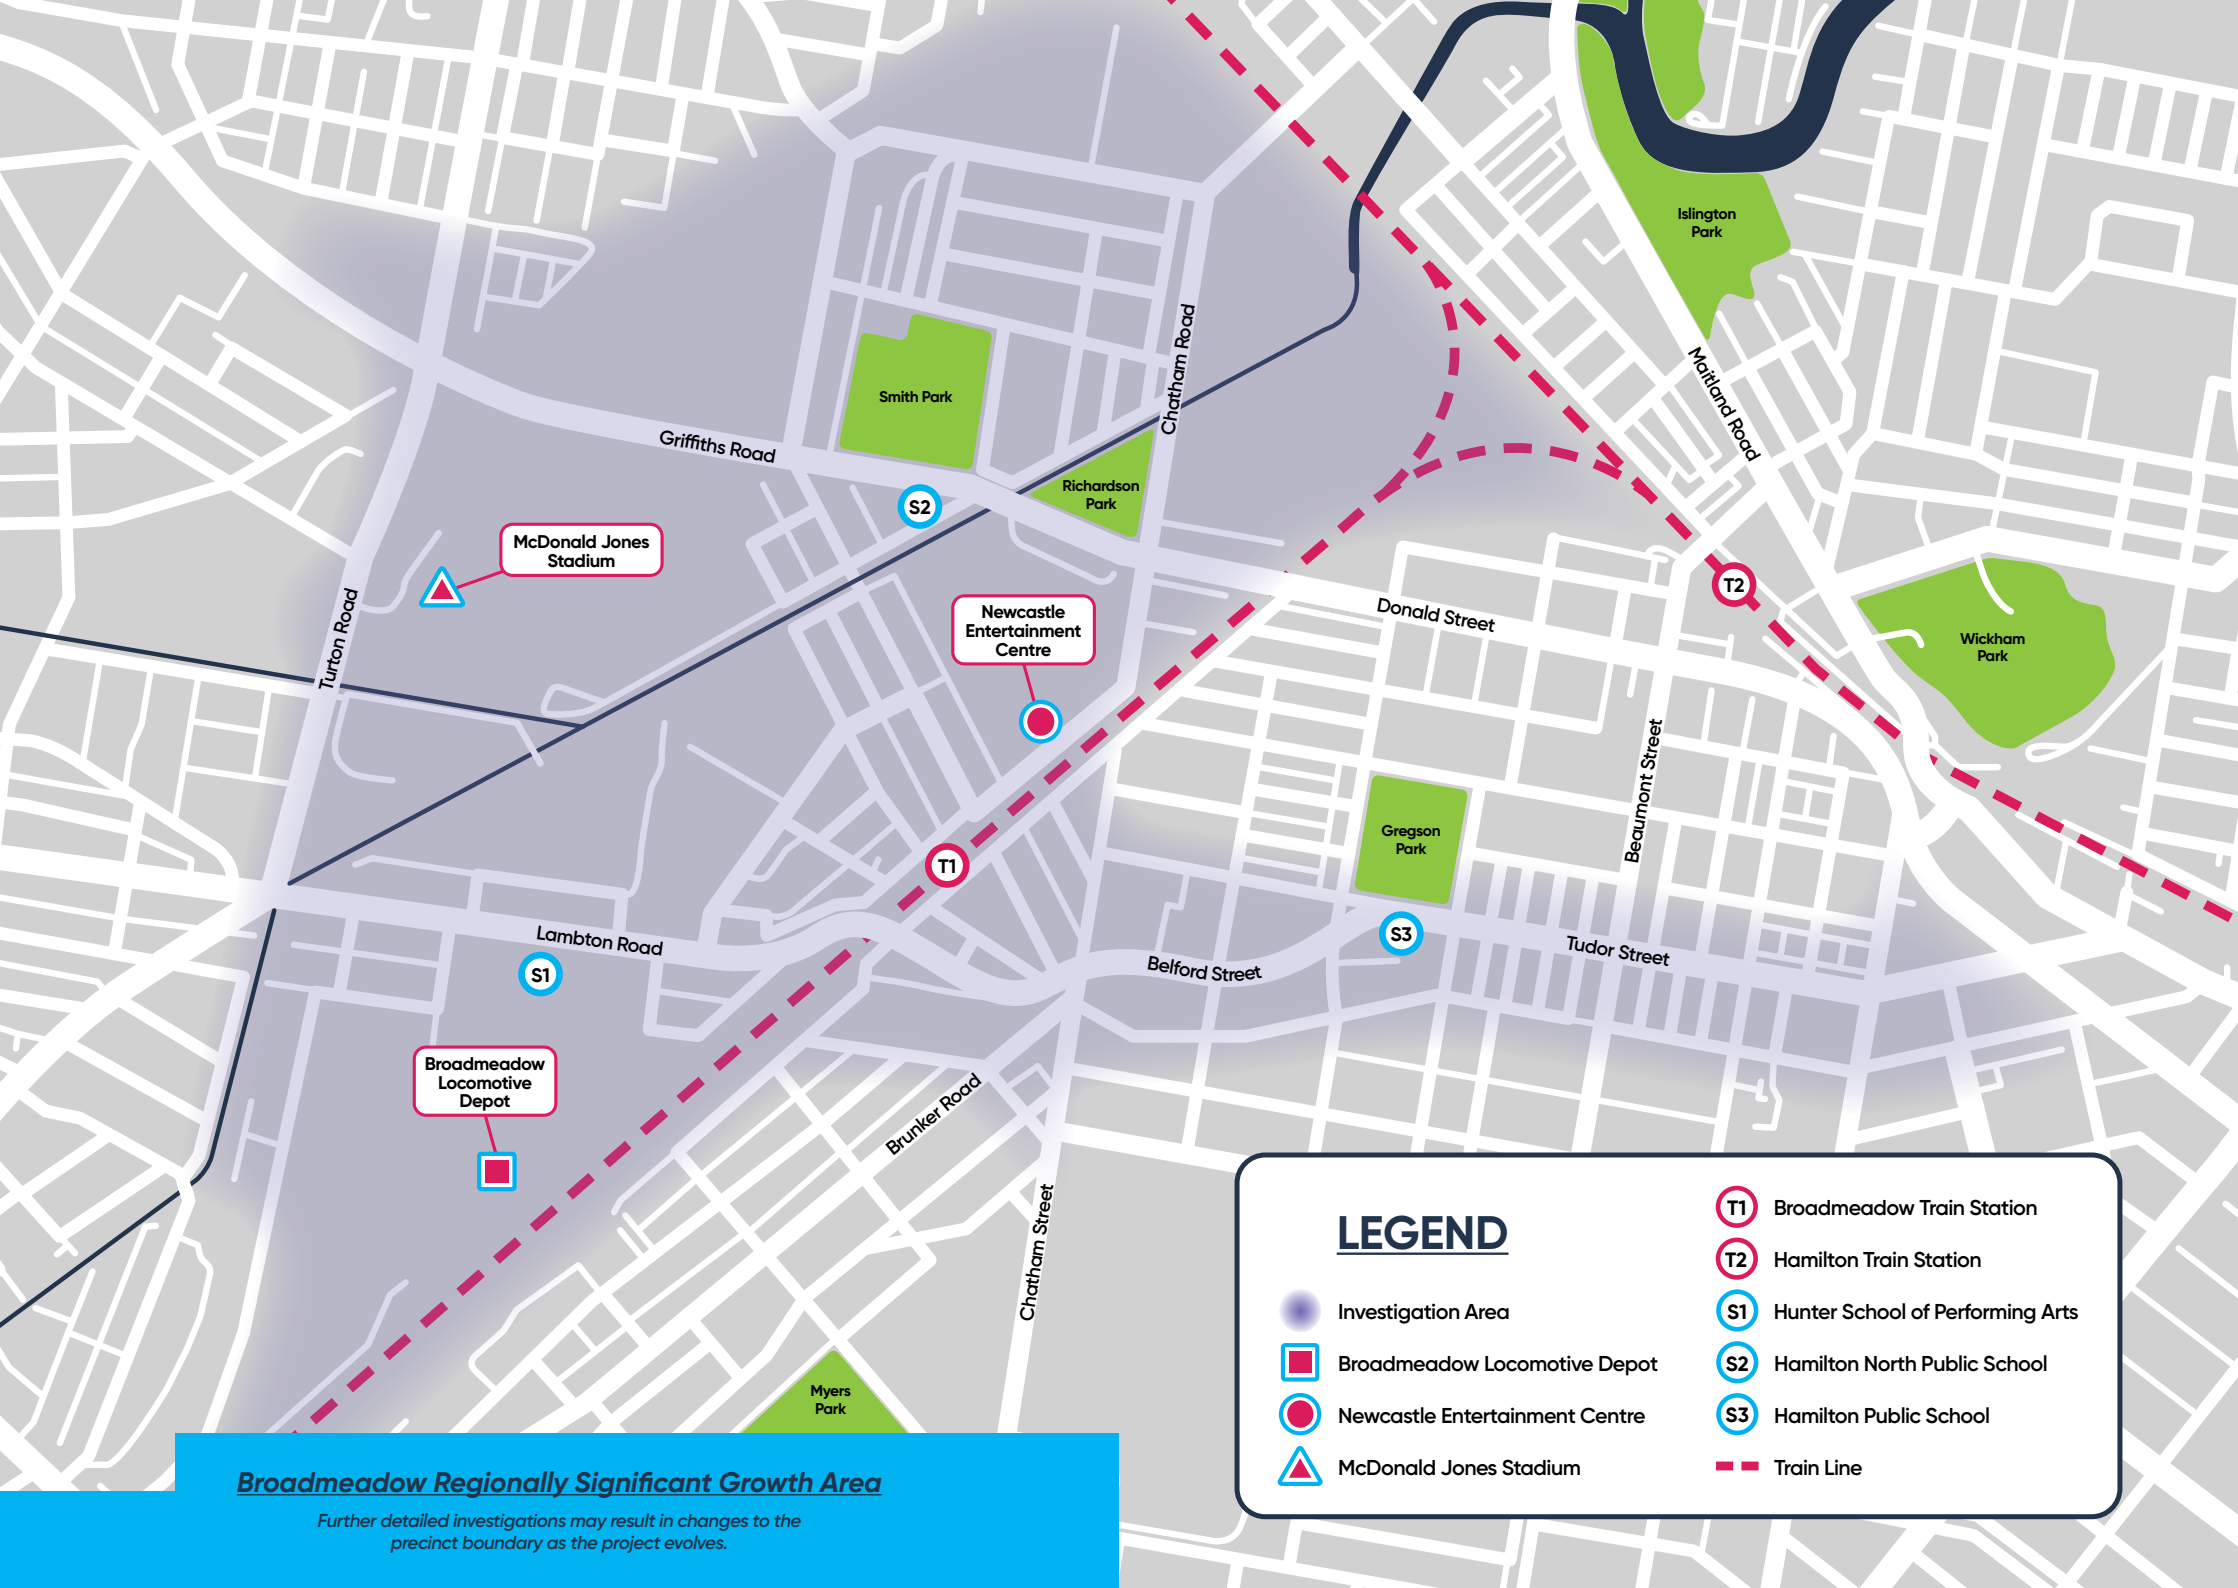 Islington
Park
Chatham Road
Maitland Road
Smith Park
Griffiths Road
Richardson
Park
S2
McDonald Jones
Stadium
T2
Newcastle
Entertainment
Centre
Donald Street
Wickham
Park
Turton Road
Beaumont Street
Gregson
Park
T1
Lambton Road
S3
Tudor Street
S1
Belford Street
Broadmeadow
Locomotive
Depot
Brunker Road
Chatham Street
Myers
Park
LEGEND
Investigation Area
Broadmeadow Locomotive Depot
Newcastle Entertainment Centre
McDonald Jones Stadium
T1 Broadmeadow Train Station
T2 Hamilton Train Station
S1 Hunter School of Performing Arts
S2 Hamilton North Public School
S3 Hamilton Public School
Train Line
Broadmeadow Regionally Significant Growth Area
Further detailed investigations may result in changes to the
precinct boundary as the project evolves.